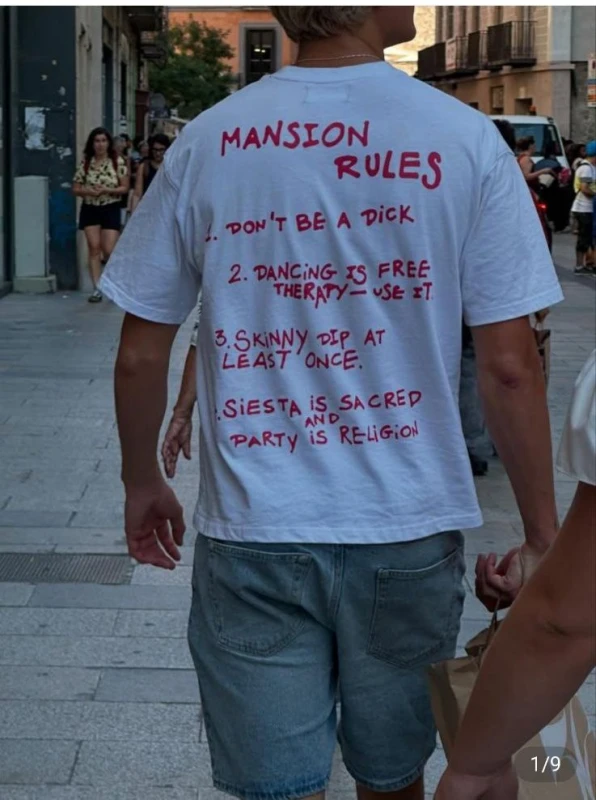 MANSION
RULES
1. DON'T BE A DiCK
2. DANCiNG IS FREE
THERAPY — USE IT
3. SKiNNY DIP AT
LEAST ONCE.
. SiESTA iS SACRED
AND
PARTY iS RELiGiON
1/9